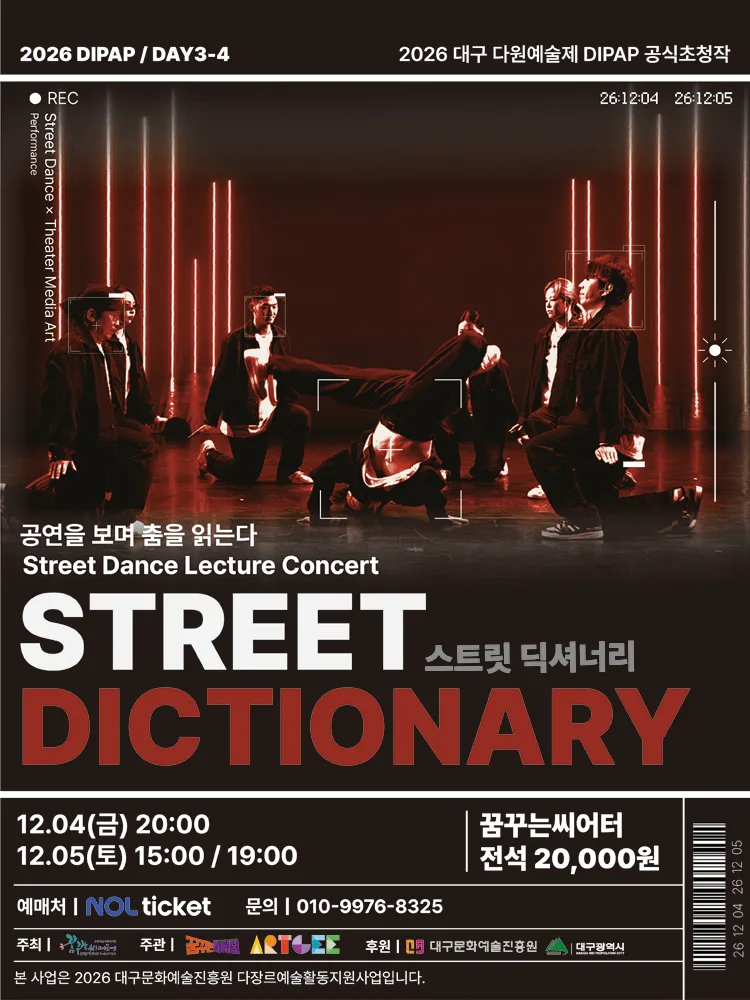 2026 DIPAP / DAY3-4
2026 대구 다원예술제 DIPAP 공식초청작
REC
26:12:04 26:12:05
Street Dance × Theater Media Art
Performance
공연을 보며 춤을 읽는다
Street Dance Lecture Concert
STREET
스트릿 딕셔너리
DICTIONARY
12.04(금) 20:00
12.05(토) 15:00 / 19:00
꿈꾸는씨어터
전석 20,000원
26 12 04 26 12 05
예매처 | NOL ticket 문의 | 010-9976-8325
주최 | 주관 | ARTGEE 후원 | 대구문화예술진흥원 대구광역시
본 사업은 2026 대구문화예술진흥원 다장르예술활동지원사업입니다.